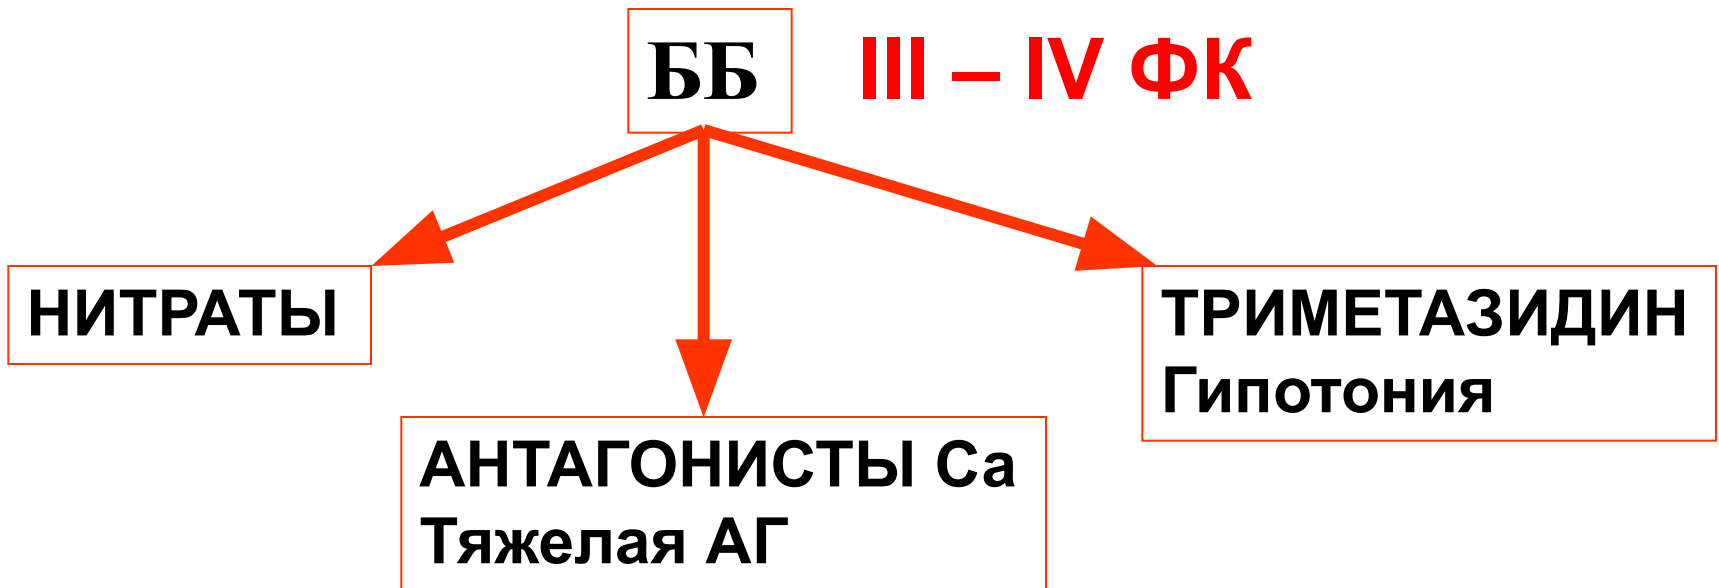 ББ
III – IV ФК
НИТРАТЫ
ТРИМЕТАЗИДИН
Гипотония
АНТАГОНИСТЫ Са
Тяжелая АГ